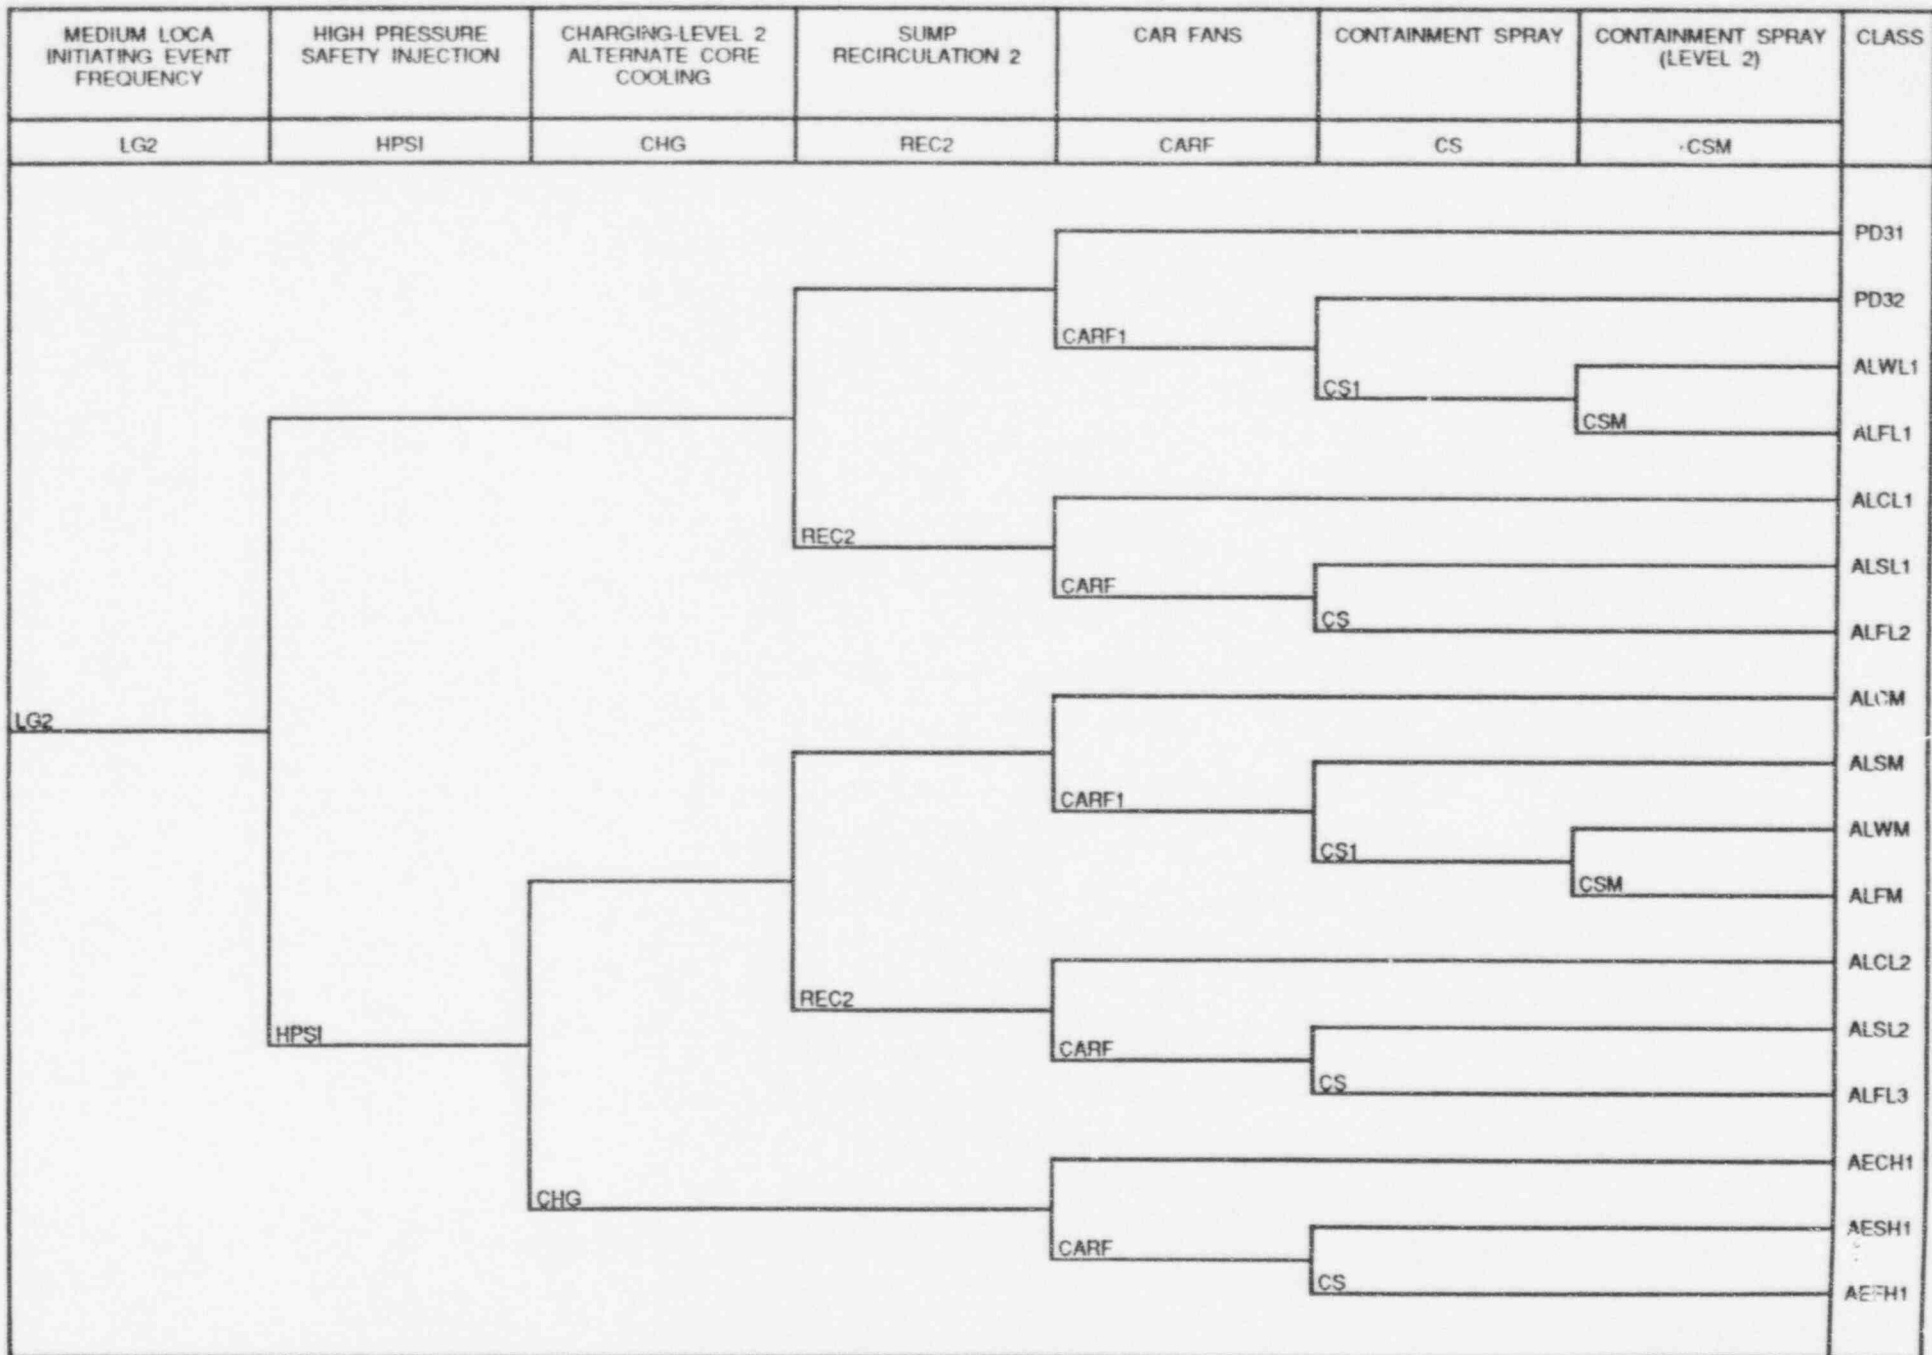 MEDIUM LOCA
INITIATING EVENT
FREQUENCY
HIGH PRESSURE
SAFETY INJECTION
CHARGING-LEVEL 2
ALTERNATE CORE
COOLING
SUMP
RECIRCULATION 2
CAR FANS
CONTAINMENT SPRAY
CONTAINMENT SPRAY
(LEVEL 2)
CLASS
LG2
HPSI
CHG
REC2
CARF
CS
CSM
PD31
PD32
CARF1
ALWL1
CS1
CSM
ALFL1
ALCL1
REC2
ALSL1
CARF
CS
ALFL2
ALCM
LG2
ALSM
CARF1
ALWM
CS1
CSM
ALFM
ALCL2
REC2
ALSL2
HPSI
CARF
CS
ALFL3
AECH1
CHG
AESH1
CARF
CS
AEFH1